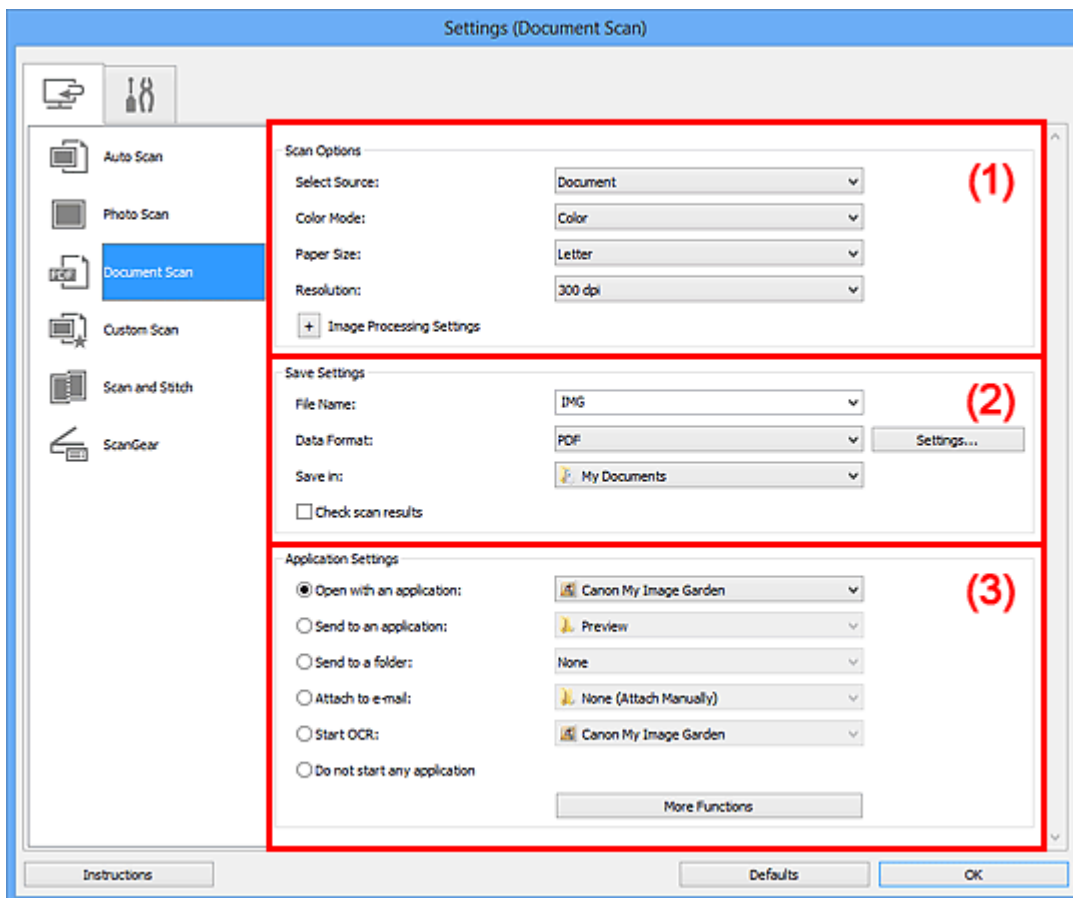 Settings (Document Scan)
Auto Scan
Photo Scan
PDF
Document Scan
Custom Scan
Scan and Stitch
ScanGear
Scan Options
(1)
Select Source: Document
Color Mode: Color
Paper Size: Letter
Resolution: 300 dpi
+ Image Processing Settings
Save Settings
(2)
File Name: IMG
Data Format: PDF Settings...
Save in: My Documents
Check scan results
Application Settings
(3)
Open with an application: Canon My Image Garden
Send to an application: Preview
Send to a folder: None
Attach to e-mail: None (Attach Manually)
Start OCR: Canon My Image Garden
Do not start any application
More Functions
Instructions Defaults OK